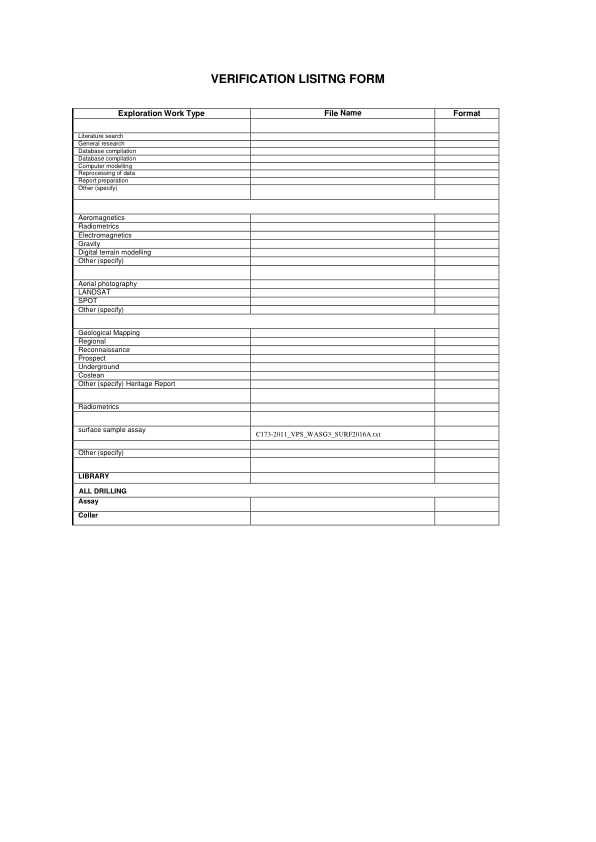 VERIFICATION LISITNG FORM
Exploration Work Type File Name Format
Literature search
General research
Database compilation
Database compilation
Computer modelling
Reprocessing of data
Report preparation
Other (specify)
Aeromagnetics
Radiometrics
Electromagnetics
Gravity
Digital terrain modelling
Other (specify)
Aerial photography
LANDSAT
SPOT
Other (specify)
Geological Mapping
Regional
Reconnaissance
Prospect
Underground
Costean
Other (specify) Heritage Report
Radiometrics
surface sample assay C173-2011_VPS_WASG3_SURF2016A.txt
Other (specify)
LIBRARY
ALL DRILLING
Assay
Collar